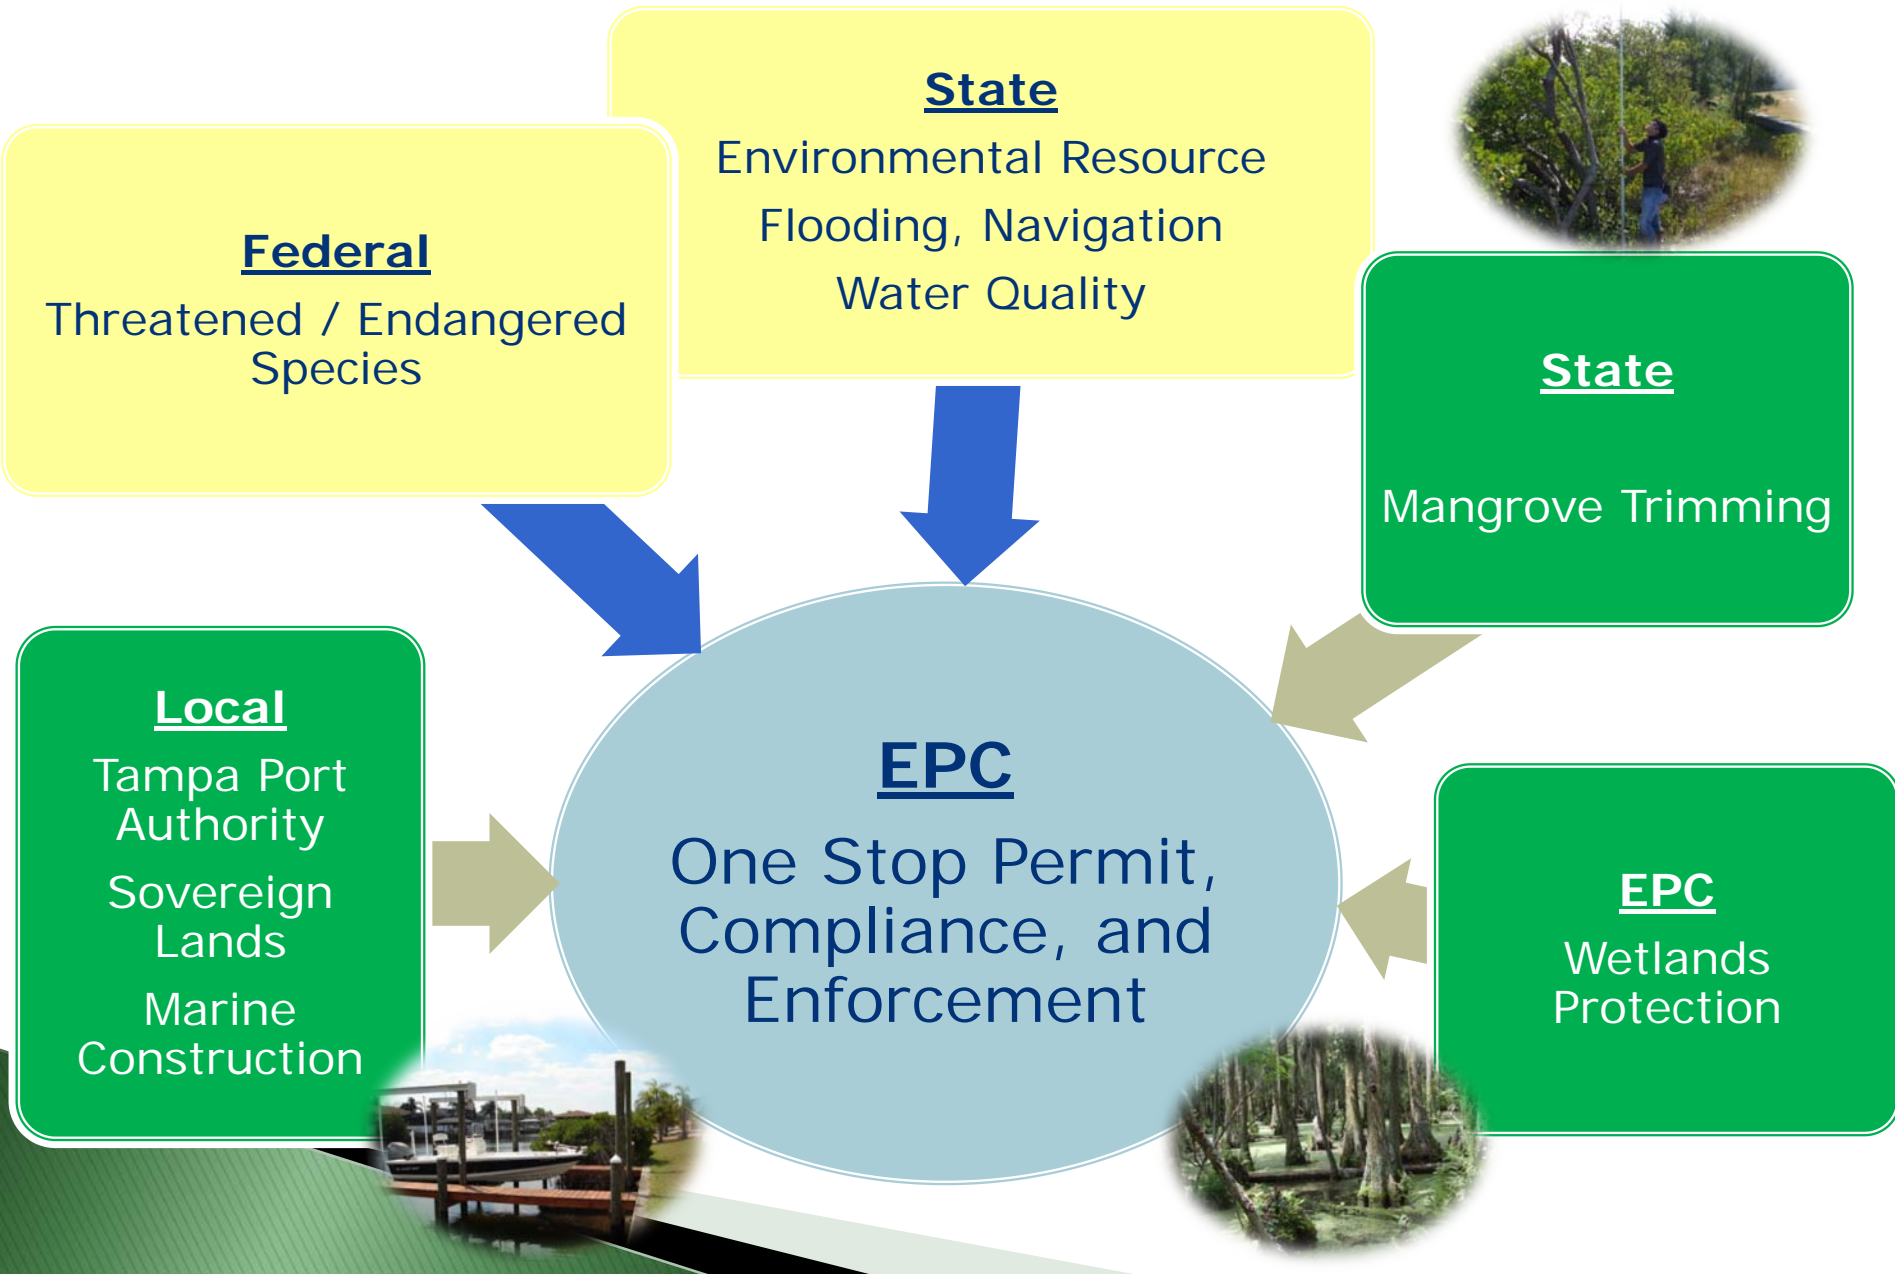 State
Environmental Resource
Flooding, Navigation
Water Quality
Federal
Threatened / Endangered
Species
State
Mangrove Trimming
Local
Tampa Port
Authority
Sovereign
Lands
Marine
Construction
EPC
One Stop Permit,
Compliance, and
Enforcement
EPC
Wetlands
Protection